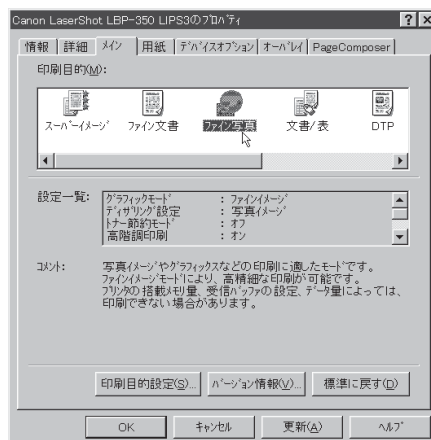 Canon LaserShot LBP-350 LIPS3のﾌﾟﾛﾊﾟﾃｨ
情報 詳細 ﾒｲﾝ 用紙 ﾃﾞﾊﾞｲｽｵﾌﾟｼｮﾝ ｵｰﾊﾞﾚｲ PageComposer
印刷目的(M):
ｽｰﾊﾟｰｲﾒｰｼﾞ ﾌｧｲﾝ文書 ﾌｧｲﾝ写真 文書/表 DTP
設定一覧:
ｸﾞﾗﾌｨｯｸﾓｰﾄﾞ : ﾌｧｲﾝｲﾒｰｼﾞ
ﾃﾞｨｻﾞﾘﾝｸﾞ設定 : 写真ｲﾒｰｼﾞ
ﾄﾅｰ節約ﾓｰﾄﾞ : ｵﾌ
高階調印刷 : ｵﾝ
ｺﾒﾝﾄ:
写真ｲﾒｰｼﾞやｸﾞﾗﾌｨｯｸｽなどの印刷に適したﾓｰﾄﾞです。
ﾌｧｲﾝｲﾒｰｼﾞﾓｰﾄﾞにより、高精細な印刷が可能です。
ﾌﾟﾘﾝﾀの搭載ﾒﾓﾘ量、受信ﾊﾞｯﾌｧの設定、ﾃﾞｰﾀ量によっては、
印刷できない場合があります。
印刷目的設定(S)... ﾊﾞｰｼﾞｮﾝ情報(V)... 標準に戻す(D)
OK ｷｬﾝｾﾙ 更新(A) ﾍﾙﾌﾟ